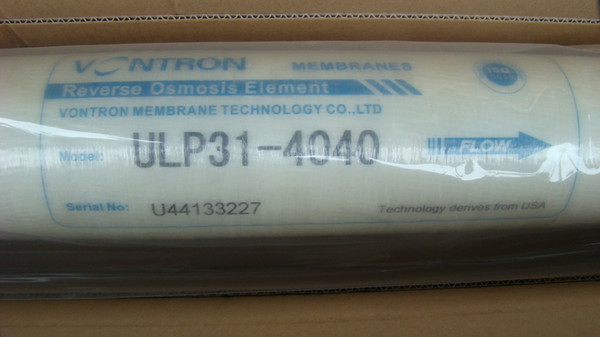 VONTRON MEMBRANES
Reverse Osmosis Element
VONTRON MEMBRANE TECHNOLOGY CO.,LTD
Model: ULP31-4040
FLOW
Serial No: U44133227
Technology derives from USA